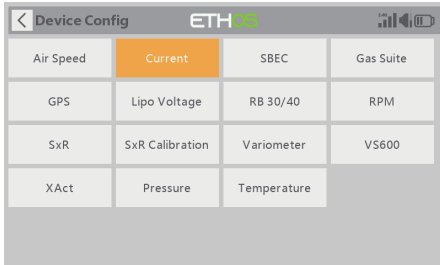 Device Config ETHOS
Air Speed Current SBEC Gas Suite
GPS Lipo Voltage RB 30/40 RPM
SxR SxR Calibration Variometer VS600
XAct Pressure Temperature